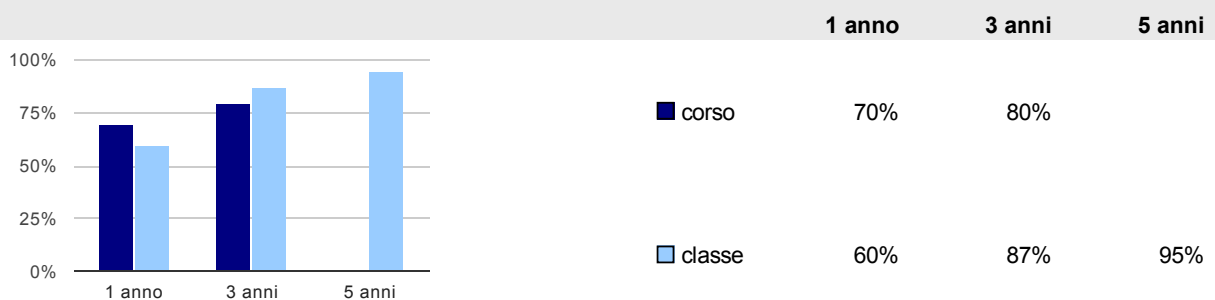 1 anno 3 anni 5 anni
100%
75%
50%
25%
0%
1 anno 3 anni 5 anni
corso 70% 80%
classe 60% 87% 95%